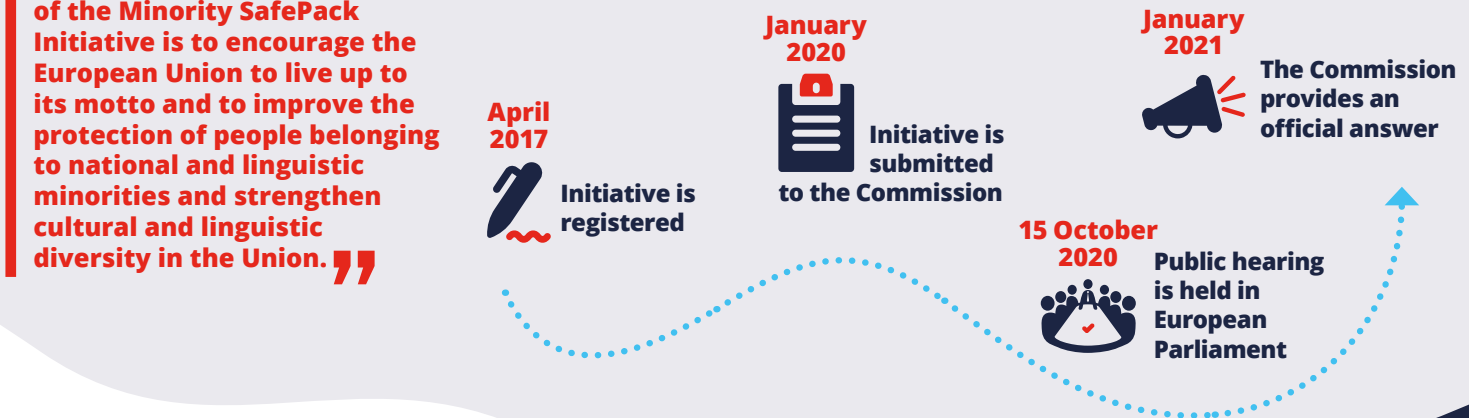 of the Minority SafePack
Initiative is to encourage the
European Union to live up to
its motto and to improve the
protection of people belonging
to national and linguistic
minorities and strengthen
cultural and linguistic
diversity in the Union.”
April
2017
Initiative is
registered
January
2020
Initiative is
submitted
to the Commission
15 October
2020
Public hearing
is held in
European
Parliament
January
2021
The Commission
provides an
official answer